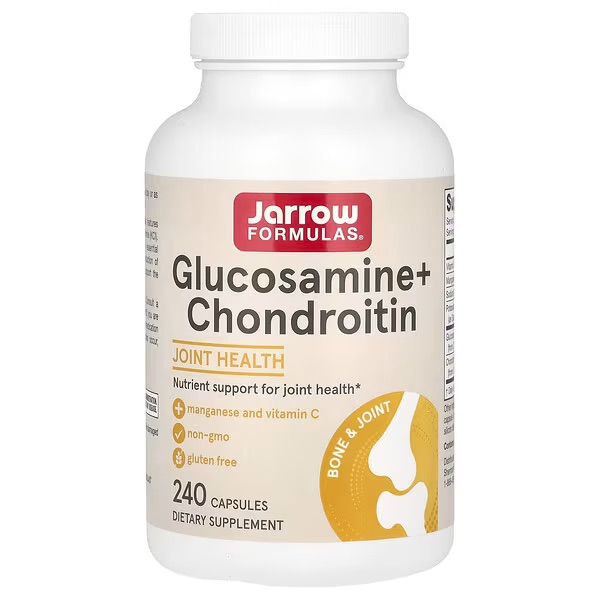 Jarrow
FORMULAS®
Glucosamine+
Chondroitin
JOINT HEALTH
Nutrient support for joint health*
+ manganese and vitamin C
non-gmo
gluten free
240 CAPSULES
DIETARY SUPPLEMENT
BONE & JOINT